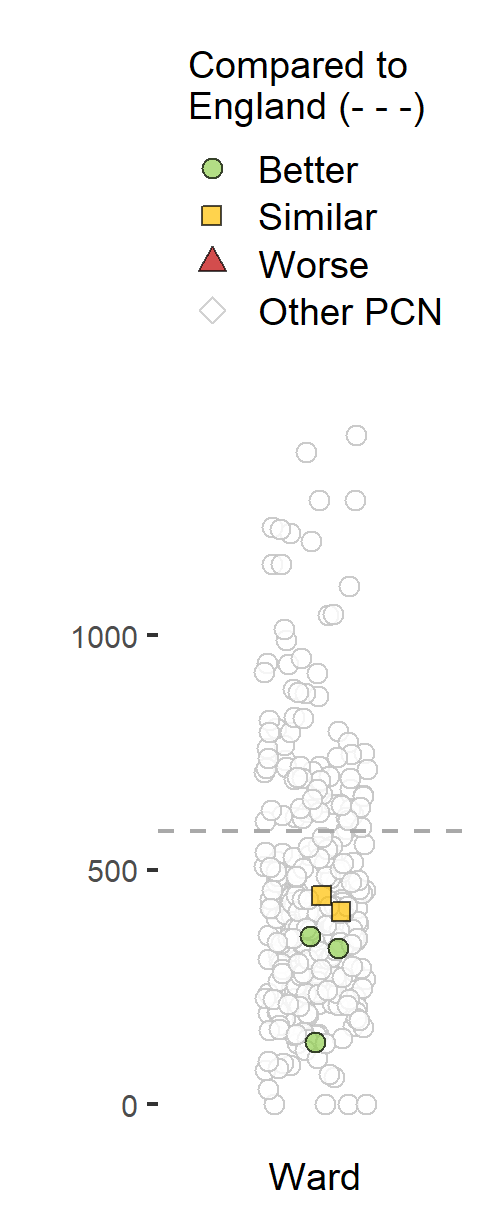 Compared to
England (- - -)
Better
Similar
Worse
Other PCN
1000
500
0
Ward